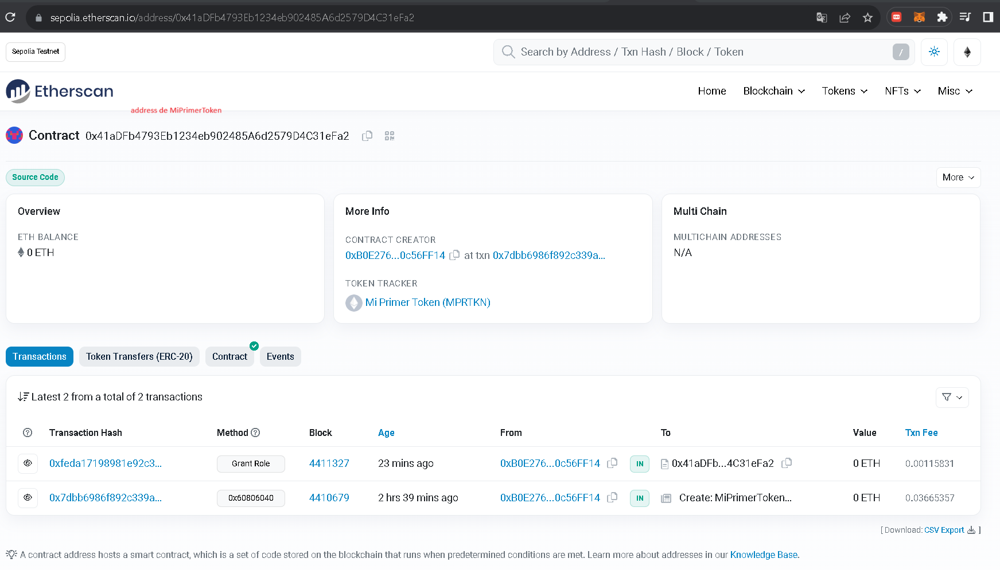 sepolia.etherscan.io/address/0x41aDFb4793Eb1234eb902485A6d2579D4C31eFa2
Sepolia Testnet
Search by Address / Txn Hash / Block / Token
/
Etherscan
Home Blockchain Tokens NFTs Misc
address de MiPrimerToken
Contract 0x41aDFb4793Eb1234eb902485A6d2579D4C31eFa2
Source Code
More
Overview
ETH BALANCE
0 ETH
More Info
CONTRACT CREATOR
0xB0E276...0c56FF14 at txn 0x7dbb6986f892c339a...
TOKEN TRACKER
Mi Primer Token (MPRTKN)
Multi Chain
MULTICHAIN ADDRESSES
N/A
Transactions Token Transfers (ERC-20) Contract Events
Latest 2 from a total of 2 transactions
Transaction Hash Method Block Age From To Value Txn Fee
0xfeda17198981e92c3... Grant Role 4411327 23 mins ago 0xB0E276...0c56FF14 IN 0x41aDFb...4C31eFa2 0 ETH 0.00115831
0x7dbb6986f892c339a... 0x60806040 4410679 2 hrs 39 mins ago 0xB0E276...0c56FF14 IN Create: MiPrimerToken... 0 ETH 0.03665357
[ Download: CSV Export ]
A contract address hosts a smart contract, which is a set of code stored on the blockchain that runs when predetermined conditions are met. Learn more about addresses in our Knowledge Base.